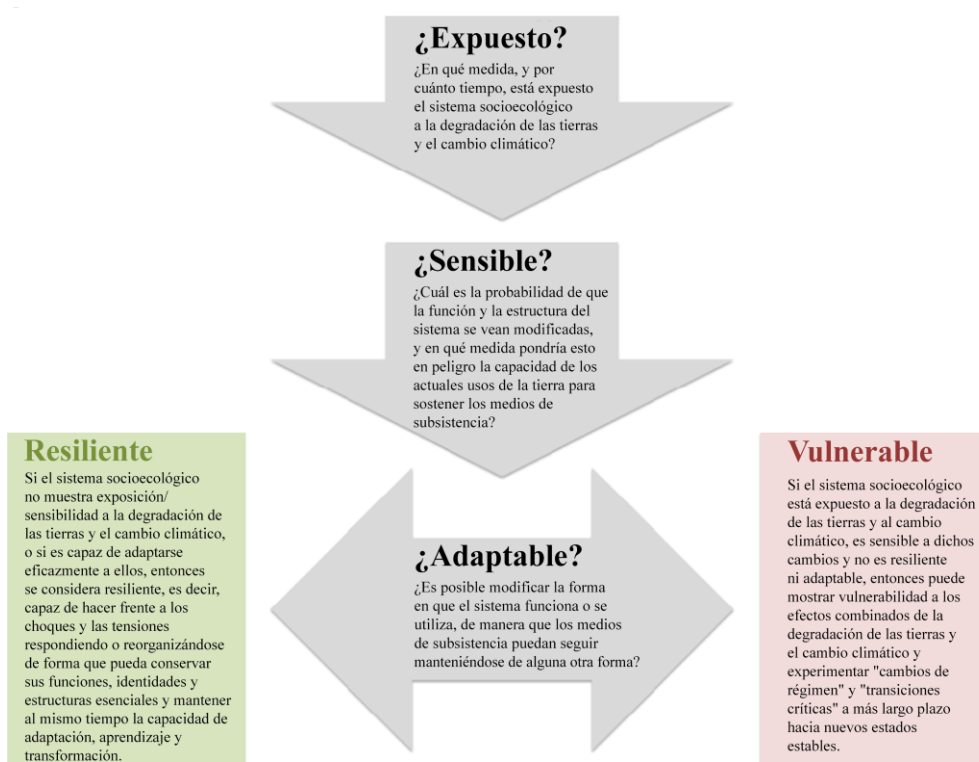 ¿Expuesto?
¿En qué medida, y por
cuánto tiempo, está expuesto
el sistema socioecológico
a la degradación de las tierras
y el cambio climático?
¿Sensible?
¿Cuál es la probabilidad de que
la función y la estructura del
sistema se vean modificadas,
y en qué medida pondría esto
en peligro la capacidad de los
actuales usos de la tierra para
sostener los medios de
subsistencia?
Resiliente
Si el sistema socioecológico
no muestra exposición/
sensibilidad a la degradación de
las tierras y el cambio climático,
o si es capaz de adaptarse
eficazmente a ellos, entonces
se considera resiliente, es decir,
capaz de hacer frente a los
choques y las tensiones
respondiendo o reorganizándose
de forma que pueda conservar
sus funciones, identidades y
estructuras esenciales y mantener
al mismo tiempo la capacidad de
adaptación, aprendizaje y
transformación.
¿Adaptable?
¿Es posible modificar la forma
en que el sistema funciona o se
utiliza, de manera que los medios
de subsistencia puedan seguir
manteniéndose de alguna otra forma?
Vulnerable
Si el sistema socioecológico
está expuesto a la degradación
de las tierras y al cambio
climático, es sensible a dichos
cambios y no es resiliente
ni adaptable, entonces puede
mostrar vulnerabilidad a los
efectos combinados de la
degradación de las tierras y
el cambio climático y
experimentar "cambios de
régimen" y "transiciones
críticas" a más largo plazo
hacia nuevos estados
estables.